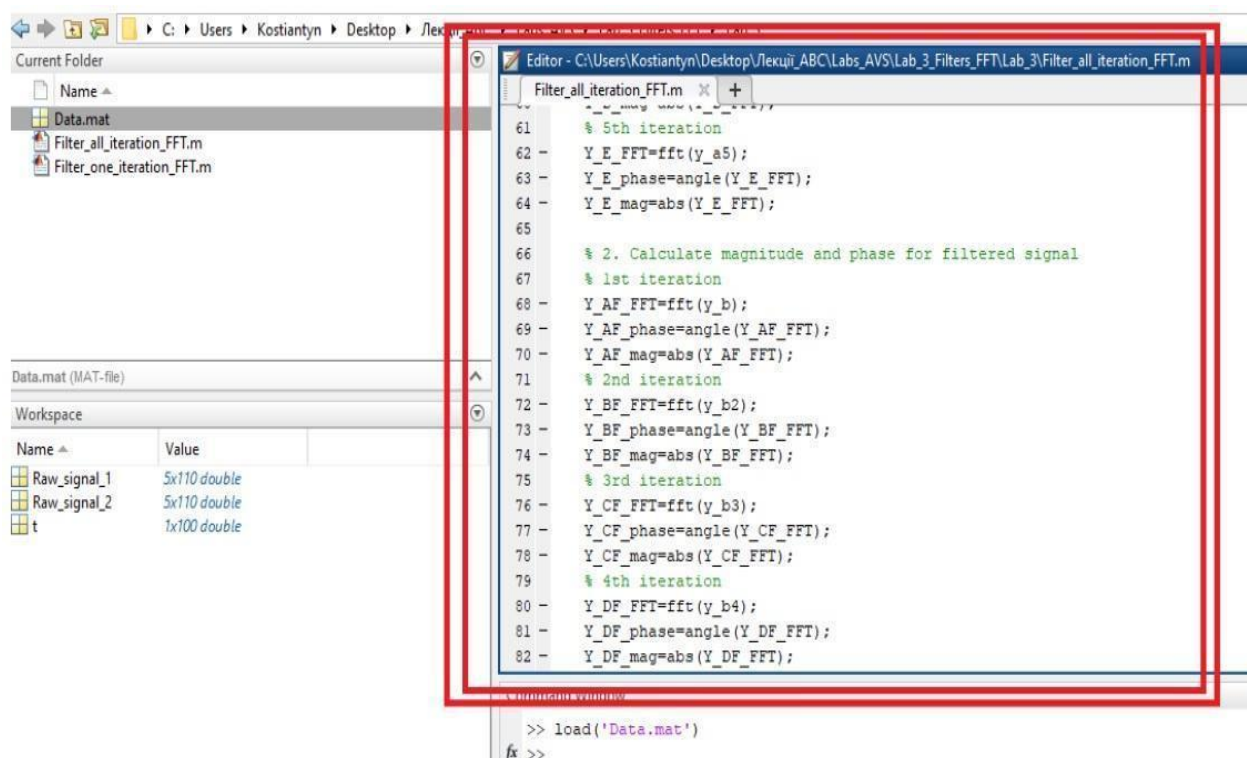 C: Users Kostiantyn Desktop
Current Folder
Name
Data.mat
Filter_all_iteration_FFT.m
Filter_one_iteration_FFT.m
Data.mat (MAT-file)
Workspace
Name Value
Raw_signal_1 5x110 double
Raw_signal_2 5x110 double
t 1x100 double
Editor - C:\Users\Kostiantyn\Desktop\Лекції_ABC\Labs_AVS\Lab_3_Filters_FFT\Lab_3\Filter_all_iteration_FFT.m
Filter_all_iteration_FFT.m +
61 % 5th iteration
62 - Y_E_FFT=fft(y_a5);
63 - Y_E_phase=angle(Y_E_FFT);
64 - Y_E_mag=abs(Y_E_FFT);
65
66 % 2. Calculate magnitude and phase for filtered signal
67 % 1st iteration
68 - Y_AF_FFT=fft(y_b);
69 - Y_AF_phase=angle(Y_AF_FFT);
70 - Y_AF_mag=abs(Y_AF_FFT);
71 % 2nd iteration
72 - Y_BF_FFT=fft(y_b2);
73 - Y_BF_phase=angle(Y_BF_FFT);
74 - Y_BF_mag=abs(Y_BF_FFT);
75 % 3rd iteration
76 - Y_CF_FFT=fft(y_b3);
77 - Y_CF_phase=angle(Y_CF_FFT);
78 - Y_CF_mag=abs(Y_CF_FFT);
79 % 4th iteration
80 - Y_DF_FFT=fft(y_b4);
81 - Y_DF_phase=angle(Y_DF_FFT);
82 - Y_DF_mag=abs(Y_DF_FFT);
Command Window
>> load('Data.mat')
fx >>